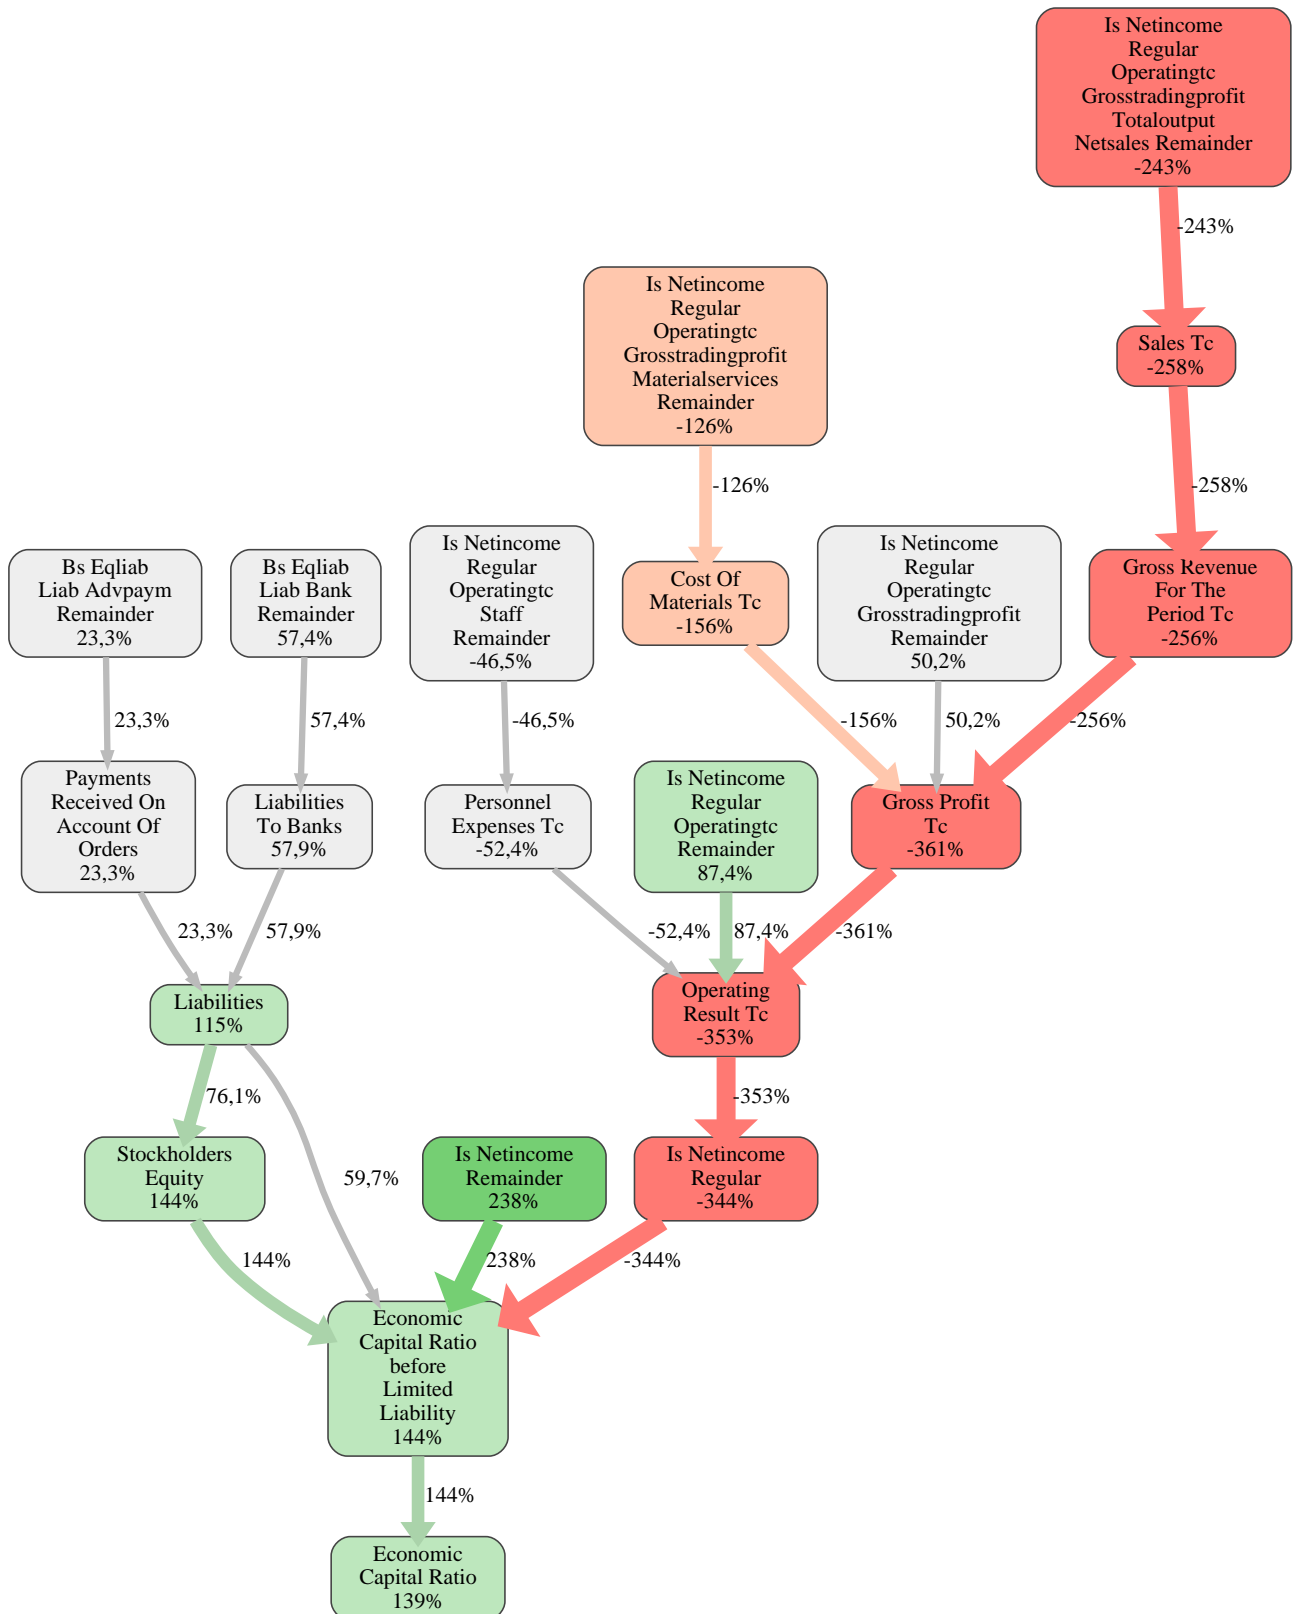 Is Netincome
Regular
Operatingtc
Grosstradingprofit
Totaloutput
Netsales Remainder
-243%
-243%
Is Netincome
Regular
Operatingtc
Grosstradingprofit
Materialservices
Remainder
-126%
Sales Tc
-258%
-126%
-258%
Bs Eqliab
Liab Advpaym
Remainder
23,3%
Bs Eqliab
Liab Bank
Remainder
57,4%
Is Netincome
Regular
Operatingtc
Staff
Remainder
-46,5%
Cost Of
Materials Tc
-156%
Is Netincome
Regular
Operatingtc
Grosstradingprofit
Remainder
50,2%
Gross Revenue
For The
Period Tc
-256%
23,3%
57,4%
-46,5%
-156%
50,2%
-256%
Payments
Received On
Account Of
Orders
23,3%
Liabilities
To Banks
57,9%
Personnel
Expenses Tc
-52,4%
Is Netincome
Regular
Operatingtc
Remainder
87,4%
Gross Profit
Tc
-361%
23,3%
57,9%
-52,4%
87,4%
-361%
Liabilities
115%
Operating
Result Tc
-353%
76,1%
-353%
Stockholders
Equity
144%
59,7%
Is Netincome
Remainder
238%
Is Netincome
Regular
-344%
144%
238%
-344%
Economic
Capital Ratio
before
Limited
Liability
144%
144%
Economic
Capital Ratio
139%